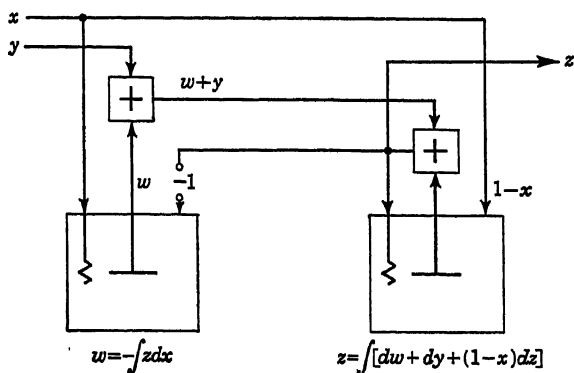 x
y
z
+
w+y
+
w
-1
1-x
w=-∫zdx
z=∫[dw+dy+(1-x)dz]